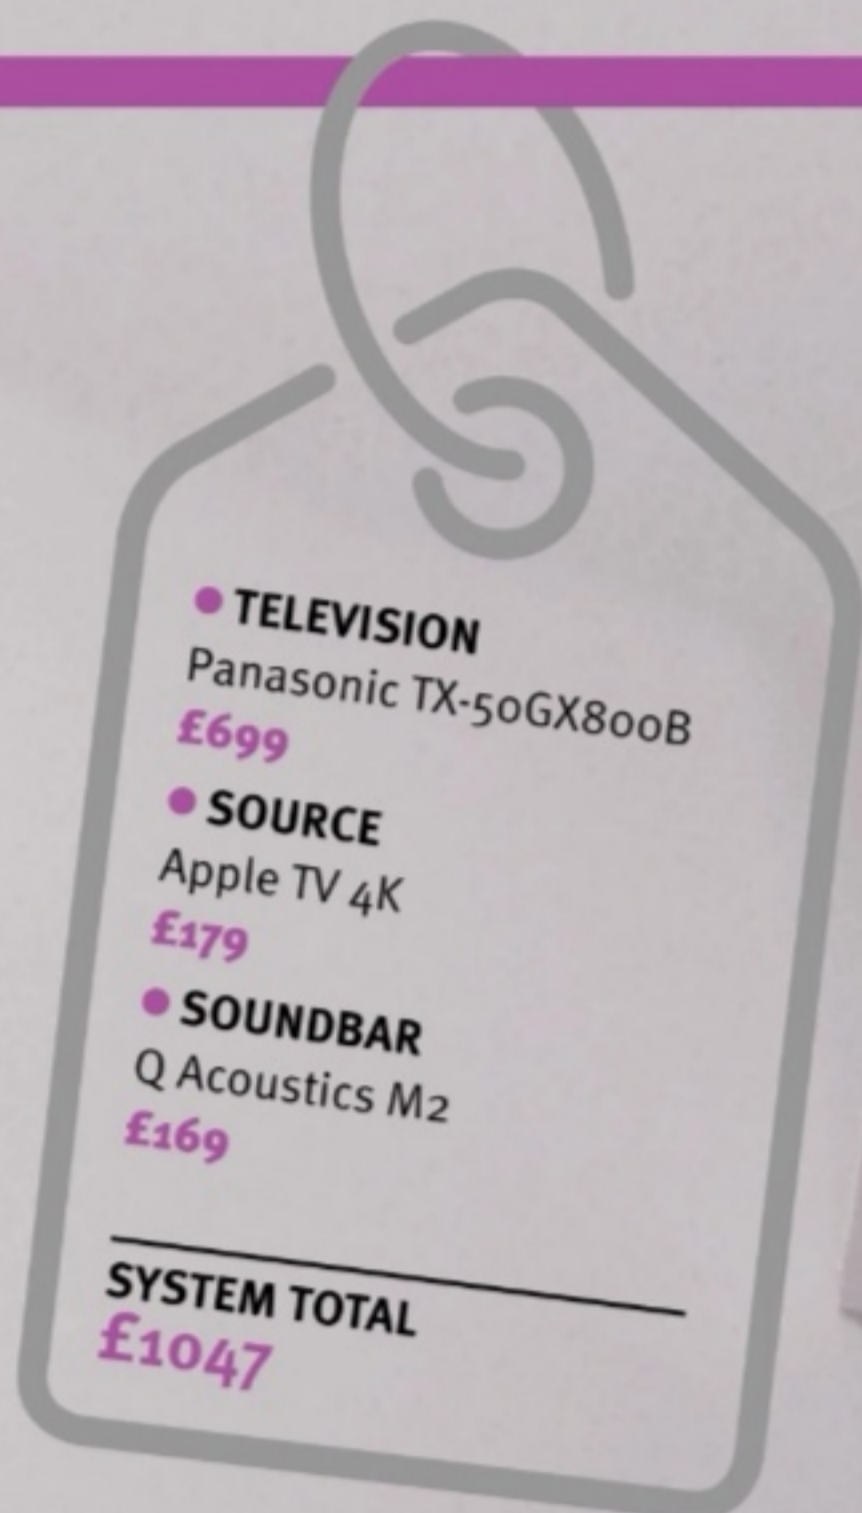 • TELEVISION
Panasonic TX-50GX800B
£699
• SOURCE
Apple TV 4K
£179
• SOUNDBAR
Q Acoustics M2
£169
SYSTEM TOTAL
£1047